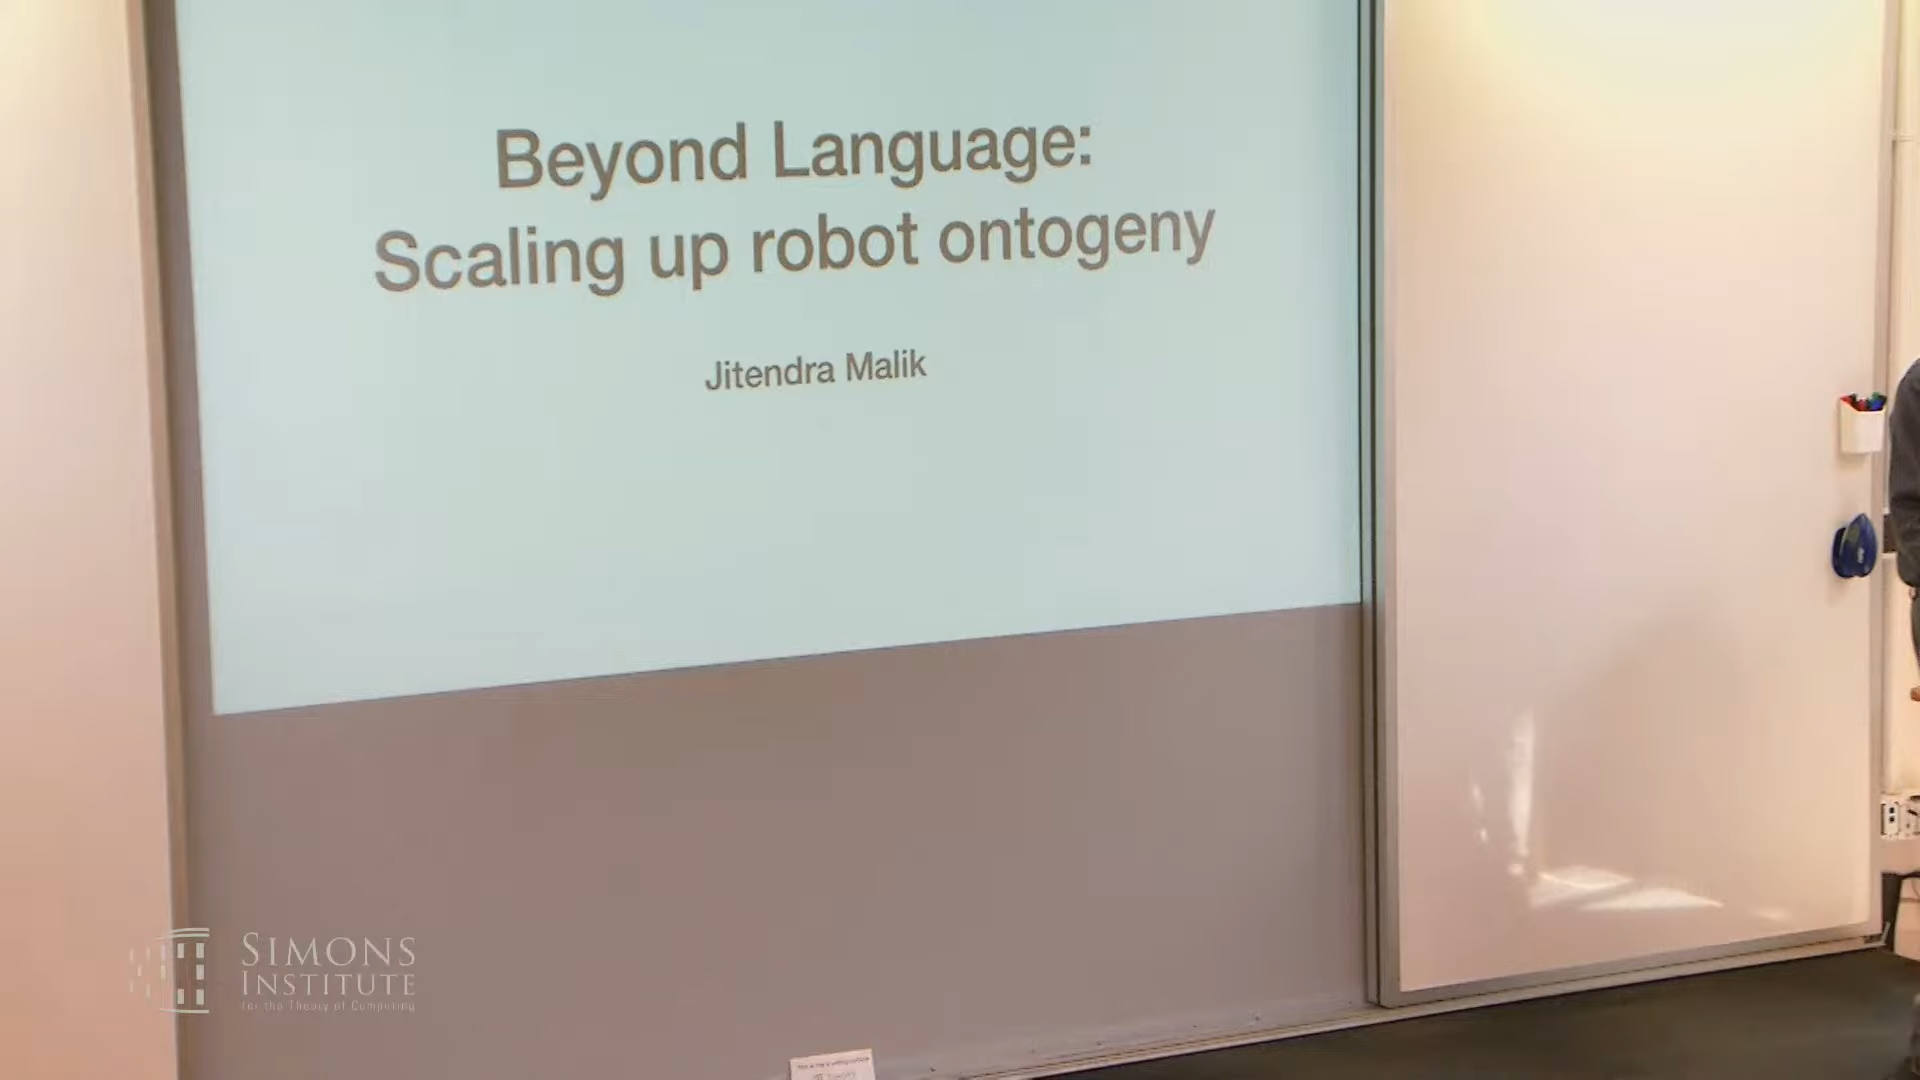 Beyond Language:
Scaling up robot ontogeny
Jitendra Malik
SIMONS
INSTITUTE
for the Theory of Computing